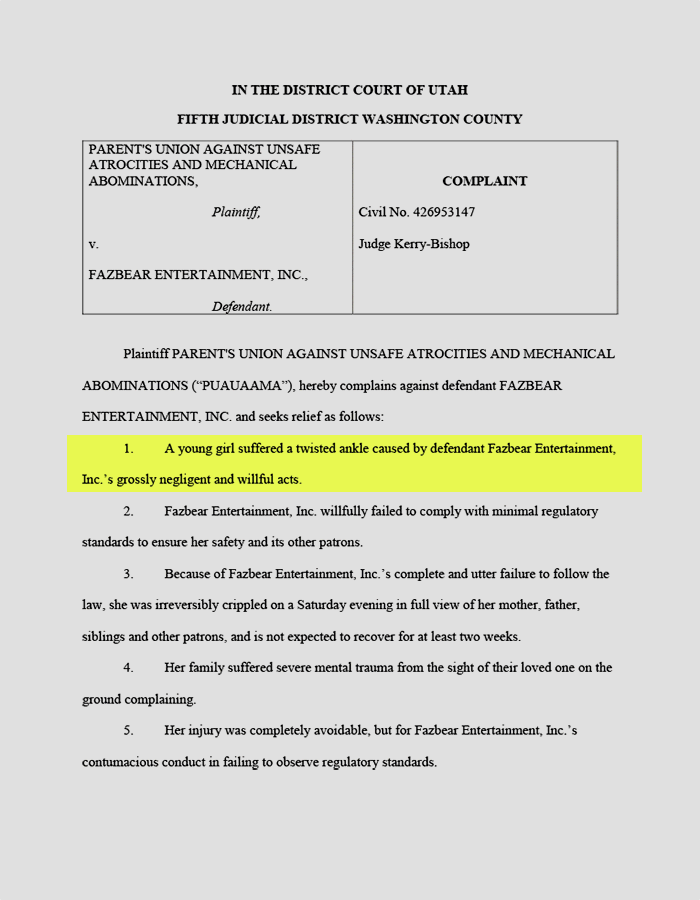 IN THE DISTRICT COURT OF UTAH
FIFTH JUDICIAL DISTRICT WASHINGTON COUNTY
PARENT'S UNION AGAINST UNSAFE
ATROCITIES AND MECHANICAL
ABOMINATIONS,
Plaintiff,
v.
FAZBEAR ENTERTAINMENT, INC.,
Defendant.
COMPLAINT
Civil No. 426953147
Judge Kerry-Bishop
Plaintiff PARENT'S UNION AGAINST UNSAFE ATROCITIES AND MECHANICAL
ABOMINATIONS (“PUAUAAMA”), hereby complains against defendant FAZBEAR
ENTERTAINMENT, INC. and seeks relief as follows:
1. A young girl suffered a twisted ankle caused by defendant Fazbear Entertainment,
Inc.’s grossly negligent and willful acts.
2. Fazbear Entertainment, Inc. willfully failed to comply with minimal regulatory
standards to ensure her safety and its other patrons.
3. Because of Fazbear Entertainment, Inc.’s complete and utter failure to follow the
law, she was irreversibly crippled on a Saturday evening in full view of her mother, father,
siblings and other patrons, and is not expected to recover for at least two weeks.
4. Her family suffered severe mental trauma from the sight of their loved one on the
ground complaining.
5. Her injury was completely avoidable, but for Fazbear Entertainment, Inc.’s
contumacious conduct in failing to observe regulatory standards.